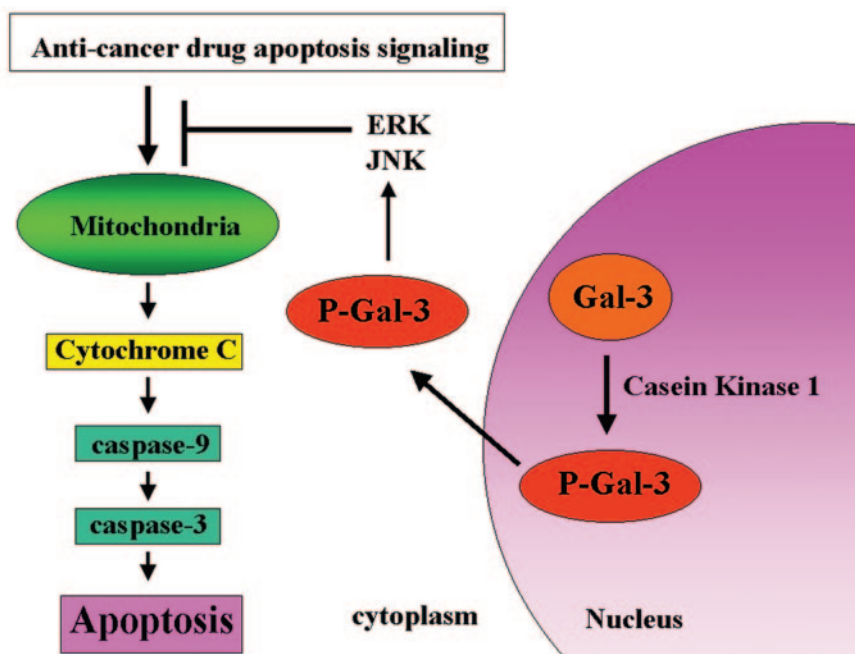 Anti-cancer drug apoptosis signaling
ERK
JNK
Mitochondria
P-Gal-3
Gal-3
Cytochrome C
Casein Kinase 1
caspase-9
P-Gal-3
caspase-3
Apoptosis
cytoplasm
Nucleus